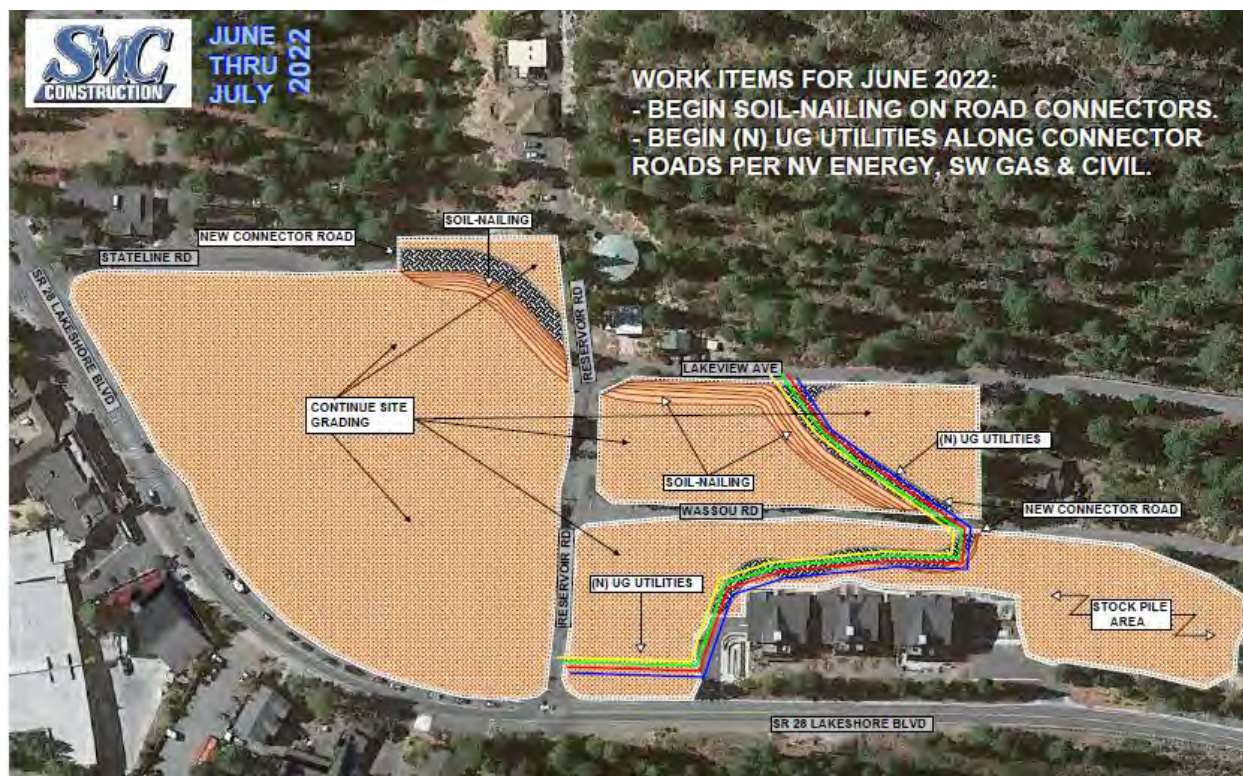 SMC
CONSTRUCTION
JUNE
THRU
JULY
2022
WORK ITEMS FOR JUNE 2022:
- BEGIN SOIL-NAILING ON ROAD CONNECTORS.
- BEGIN (N) UG UTILITIES ALONG CONNECTOR
ROADS PER NV ENERGY, SW GAS & CIVIL.
SOIL-NAILING
NEW CONNECTOR ROAD
STATELINE RD
SR 28 LAKESHORE BLVD
RESERVOIR RD
LAKEVIEW AVE
CONTINUE SITE
GRADING
(N) UG UTILITIES
SOIL-NAILING
WASSOU RD
NEW CONNECTOR ROAD
RESERVOIR RD
(N) UG UTILITIES
STOCK PILE
AREA
SR 28 LAKESHORE BLVD